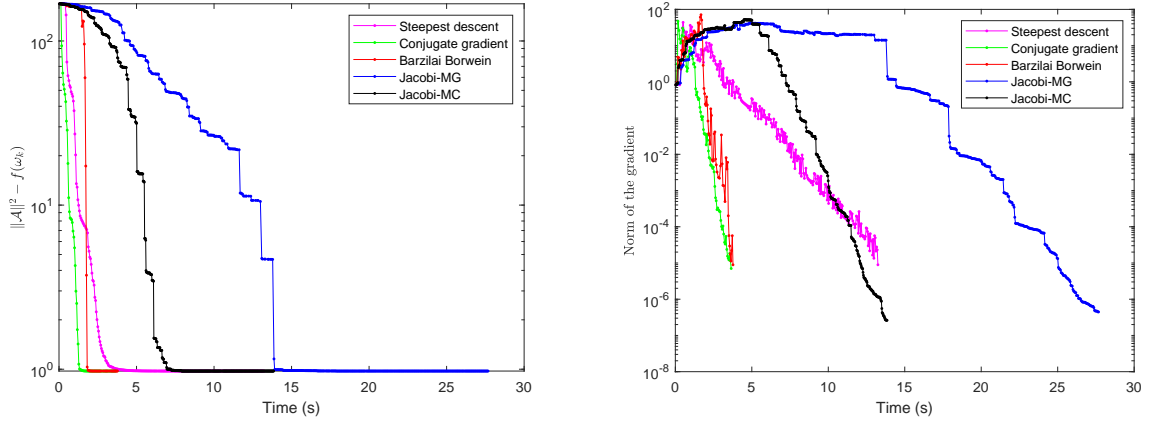 10^2
10^1
10^0
‖𝒜‖^2 − f(ω_k)
0 5 10 15 20 25 30
Time (s)
Steepest descent
Conjugate gradient
Barzilai Borwein
Jacobi-MG
Jacobi-MC
10^2
10^0
10^-2
10^-4
10^-6
10^-8
Norm of the gradient
0 5 10 15 20 25 30
Time (s)
Steepest descent
Conjugate gradient
Barzilai Borwein
Jacobi-MG
Jacobi-MC